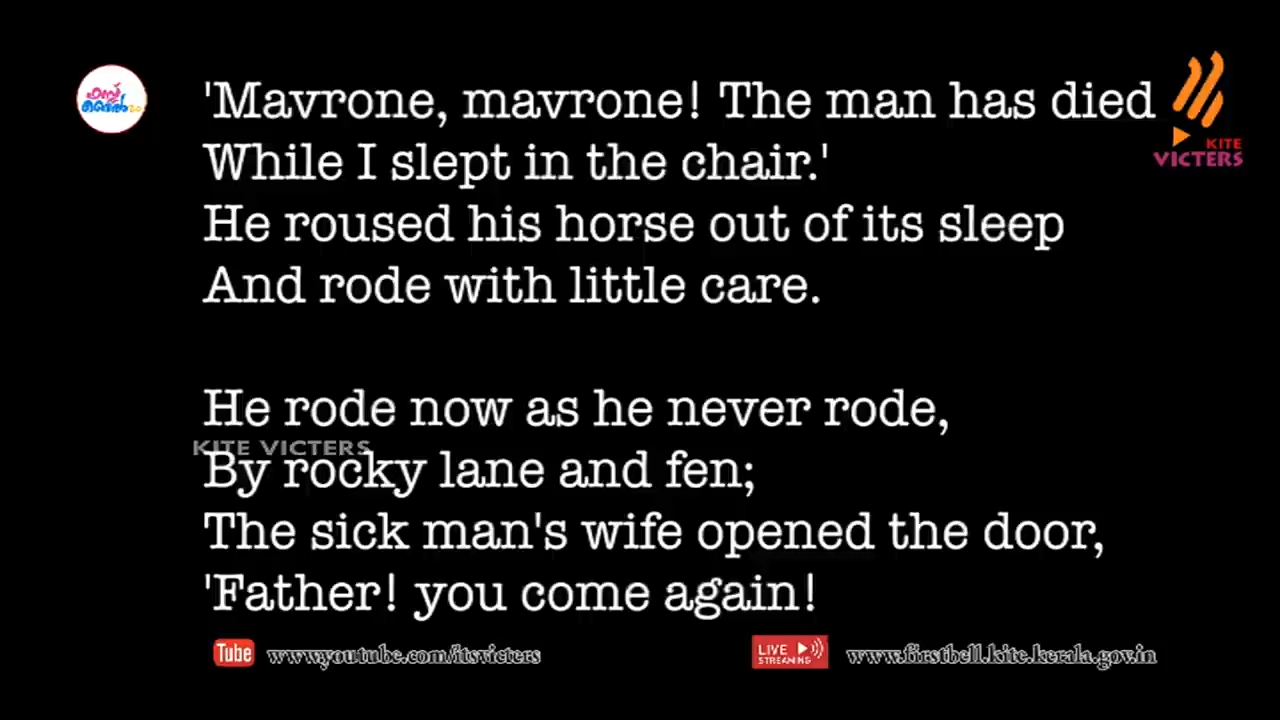 ഫസ്റ്റ്
ബെൽ 2.0
KITE
VICTERS
'Mavrone, mavrone! The man has died
While I slept in the chair.'
He roused his horse out of its sleep
And rode with little care.
He rode now as he never rode,
KITE VICTERS
By rocky lane and fen;
The sick man's wife opened the door,
'Father! you come again!
Tube www.youtube.com/itsvicters
LIVE STREAMING www.firstbell.kite.kerala.gov.in